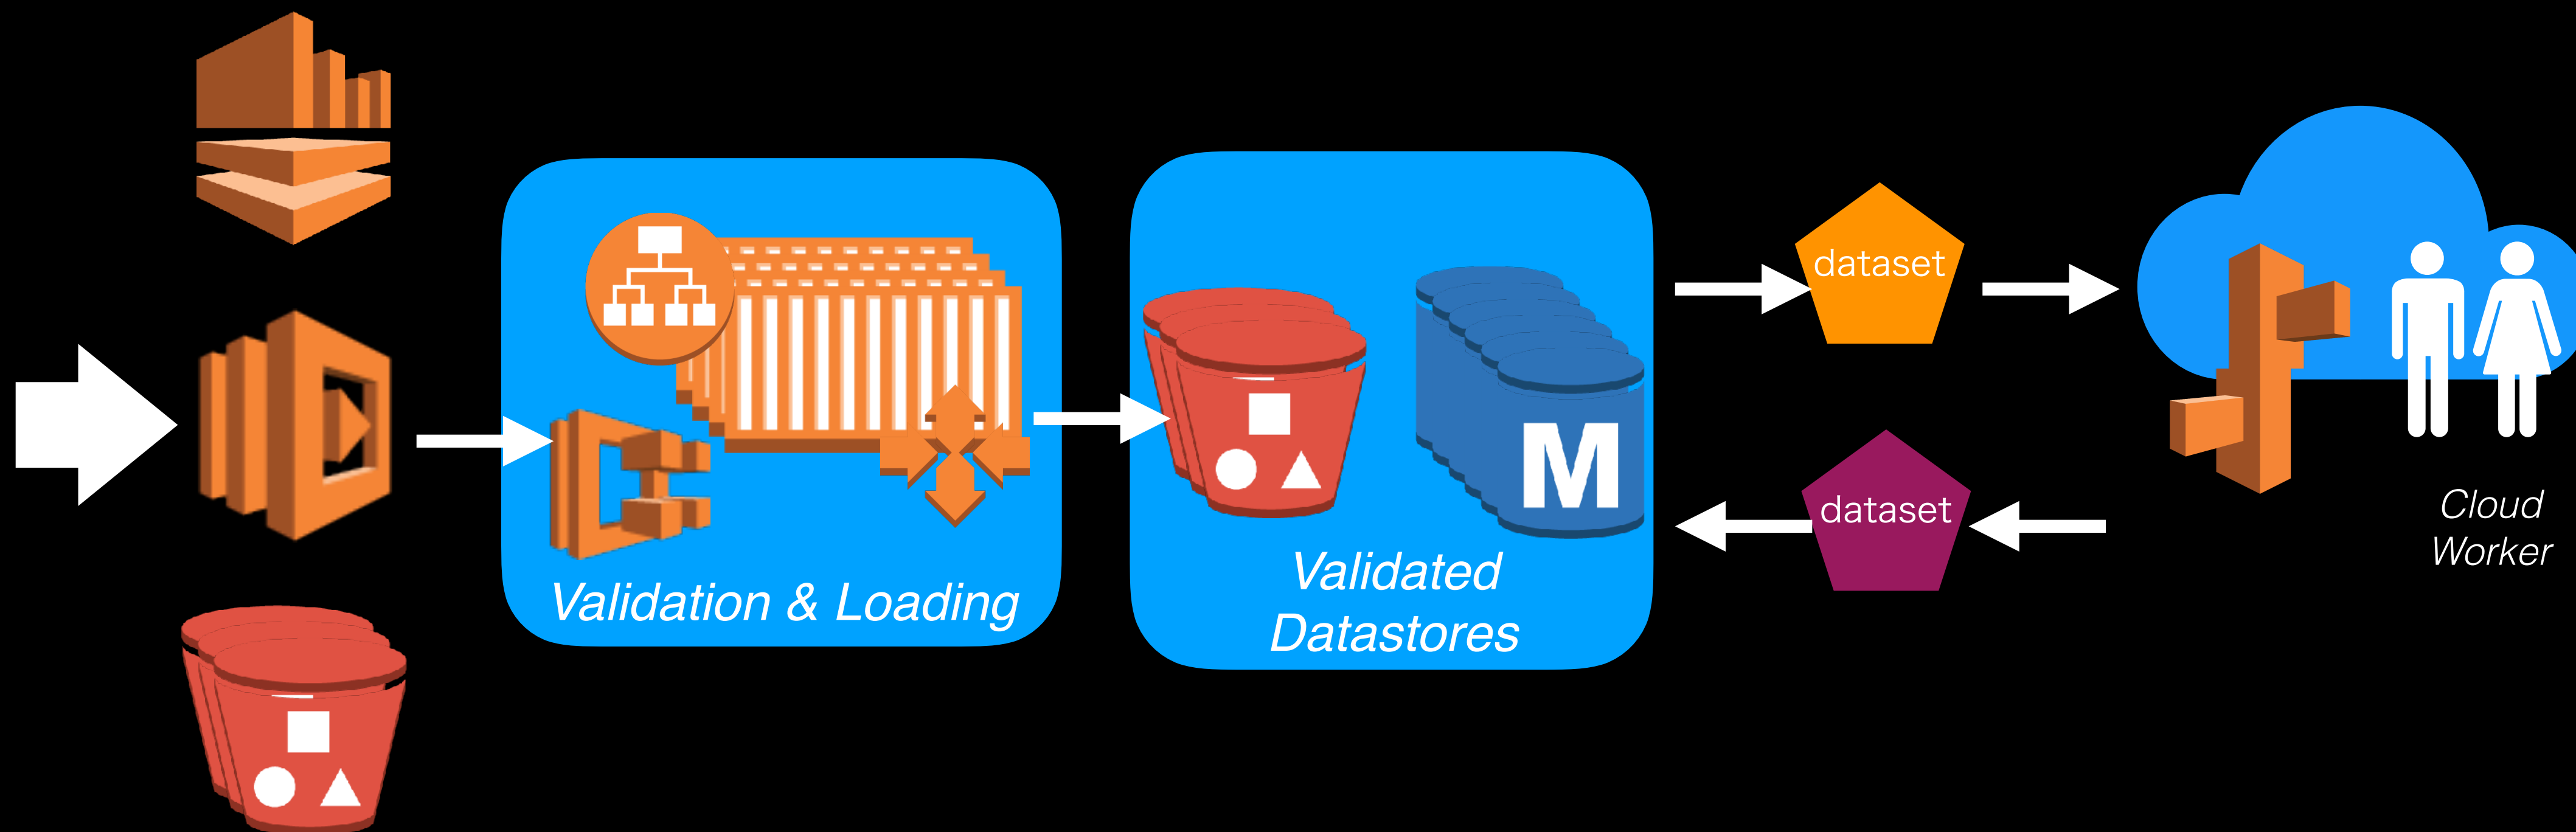 Validation & Loading
M
Validated
Datastores
dataset
dataset
Cloud
Worker